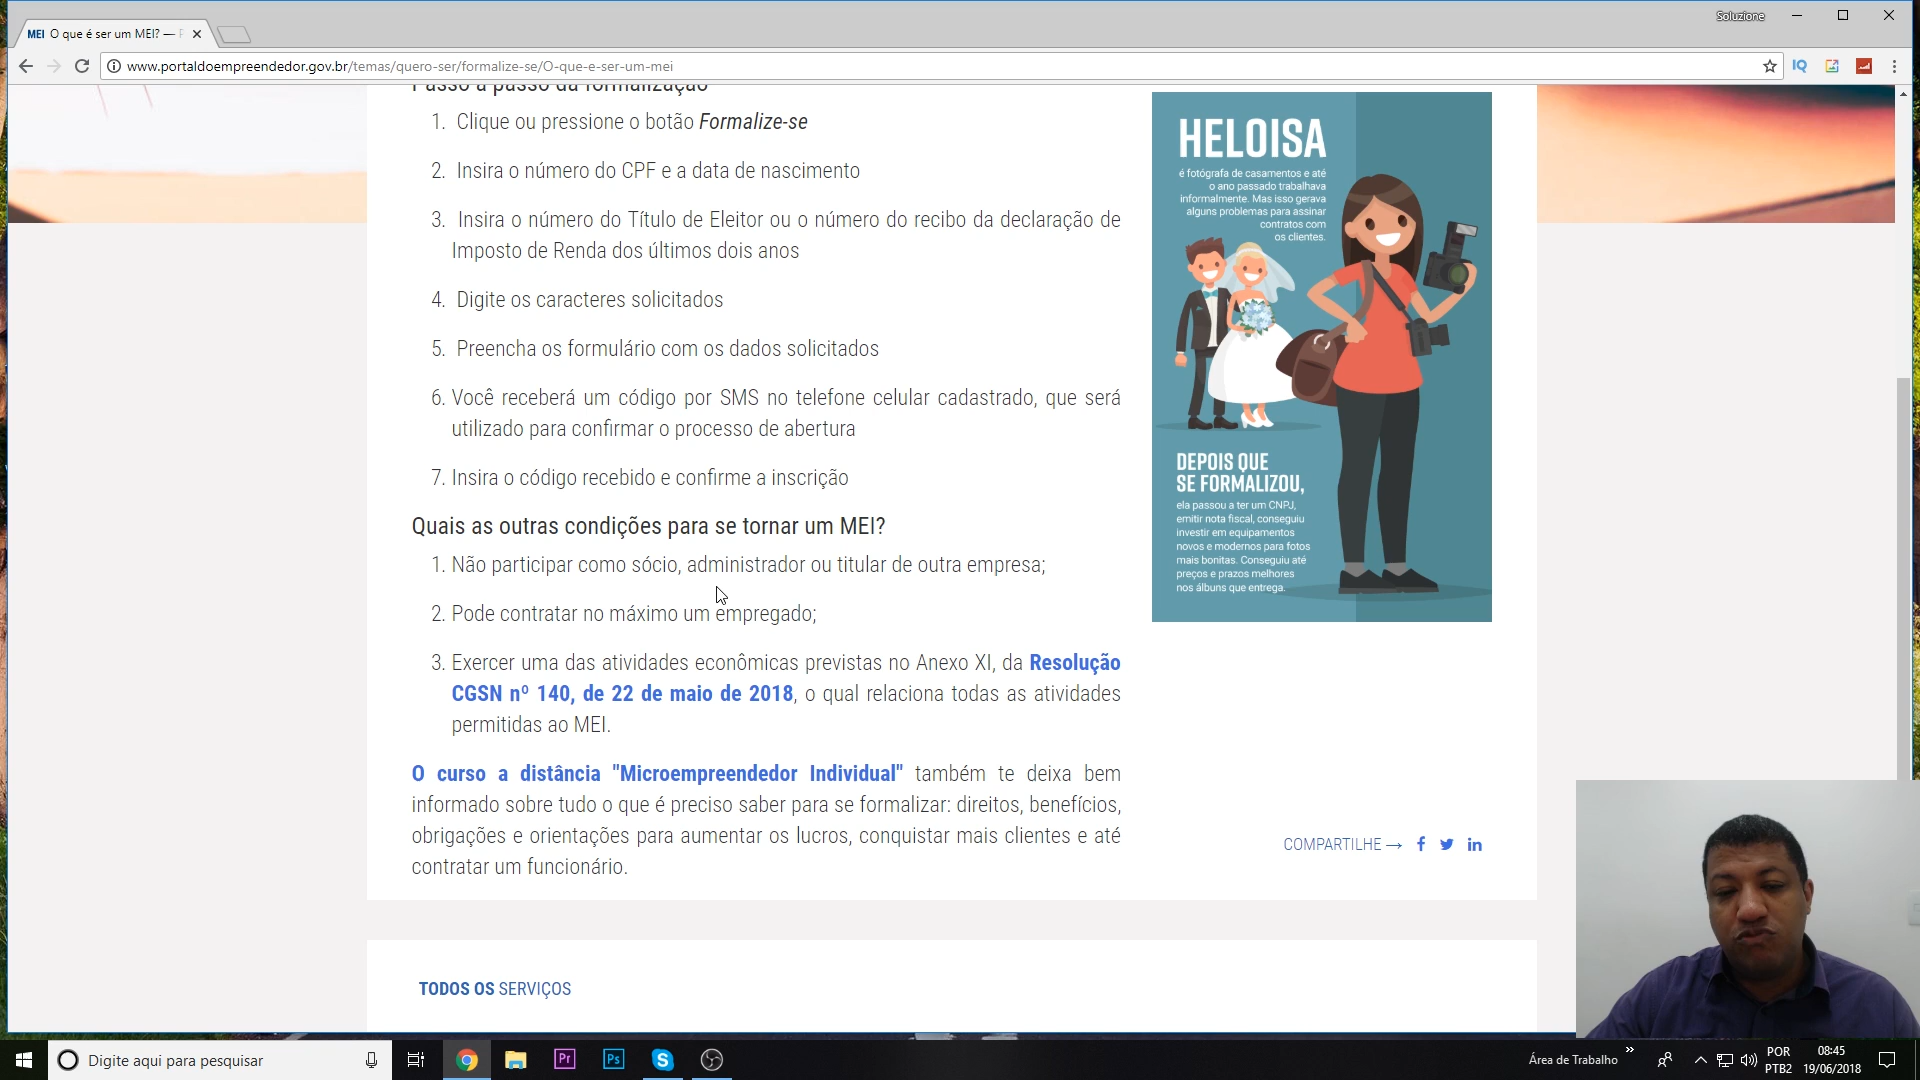 Soluzione
MEI O que é ser um MEI? —
www.portaldoempreendedor.gov.br/temas/quero-ser/formalize-se/O-que-e-ser-um-mei
IQ
Passo a passo da formalização
1. Clique ou pressione o botão Formalize-se
2. Insira o número do CPF e a data de nascimento
3. Insira o número do Título de Eleitor ou o número do recibo da declaração de
Imposto de Renda dos últimos dois anos
4. Digite os caracteres solicitados
5. Preencha os formulário com os dados solicitados
6. Você receberá um código por SMS no telefone celular cadastrado, que será
utilizado para confirmar o processo de abertura
7. Insira o código recebido e confirme a inscrição
Quais as outras condições para se tornar um MEI?
1. Não participar como sócio, administrador ou titular de outra empresa;
2. Pode contratar no máximo um empregado;
3. Exercer uma das atividades econômicas previstas no Anexo XI, da Resolução
CGSN nº 140, de 22 de maio de 2018, o qual relaciona todas as atividades
permitidas ao MEI.
O curso a distância "Microempreendedor Individual" também te deixa bem
informado sobre tudo o que é preciso saber para se formalizar: direitos, benefícios,
obrigações e orientações para aumentar os lucros, conquistar mais clientes e até
contratar um funcionário.
HELOISA
é fotógrafa de casamentos e até
o ano passado trabalhava
informalmente. Mas isso gerava
alguns problemas para assinar
contratos com
os clientes.
DEPOIS QUE
SE FORMALIZOU,
ela passou a ter um CNPJ,
emitir nota fiscal, conseguiu
investir em equipamentos
novos e modernos para fotos
mais bonitas. Conseguiu até
preços e prazos melhores
nos álbuns que entrega.
COMPARTILHE →
TODOS OS SERVIÇOS
Digite aqui para pesquisar
Pr
Ps
Área de Trabalho
POR
PTB2
08:45
19/06/2018